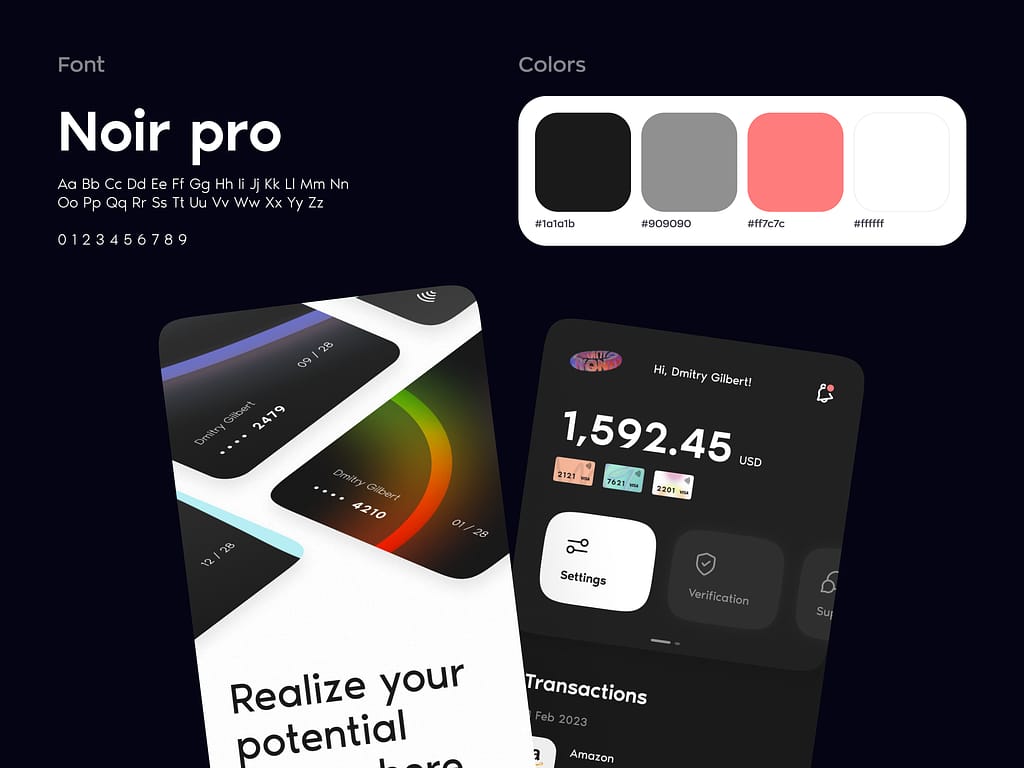 Font
Noir pro
Aa Bb Cc Dd Ee Ff Gg Hh Ii Jj Kk Ll Mm Nn
Oo Pp Qq Rr Ss Tt Uu Vv Ww Xx Yy Zz
0 1 2 3 4 5 6 7 8 9
Colors
#1a1a1b
#909090
#ff7c7c
#ffffff
09 / 28
Dmitry Gilbert
•••• 2479
Dmitry Gilbert
•••• 4210
01 / 28
12 / 28
Realize your
potential
Hi, Dmitry Gilbert!
1,592.45 USD
2121 VISA
7621 VISA
2201 VISA
Settings
Verification
Transactions
Feb 2023
Amazon